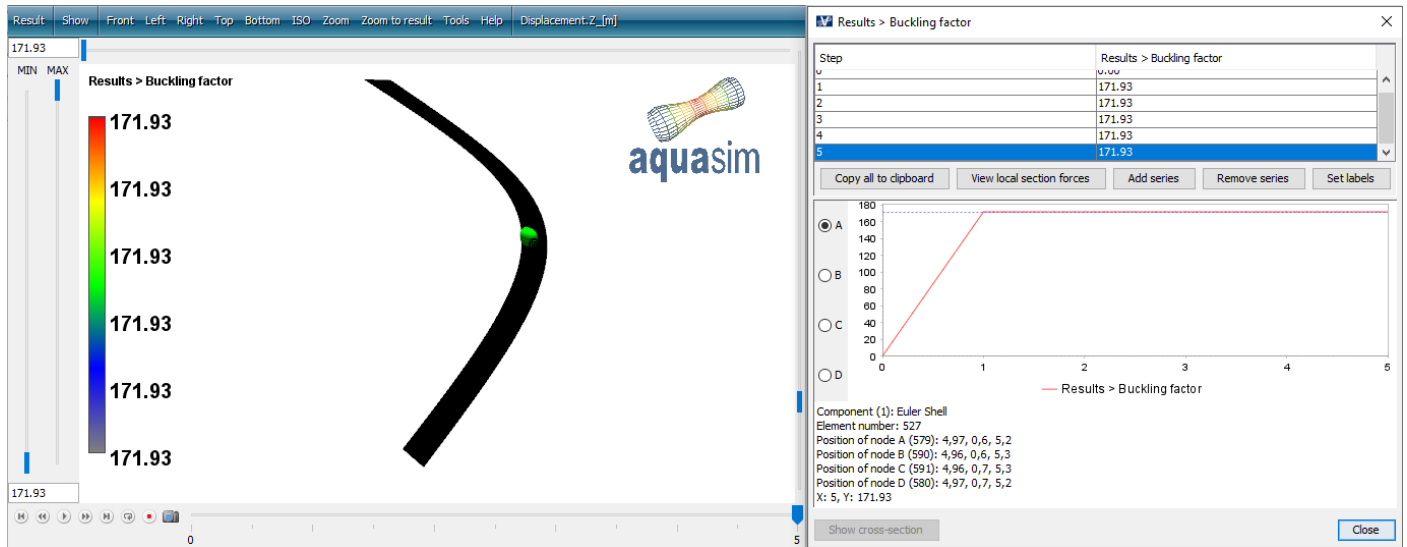 Result Show Front Left Right Top Bottom ISO Zoom Zoom to result Tools Help Displacement.Z_[m]
171.93
MIN MAX
Results > Buckling factor
171.93
171.93
171.93
171.93
171.93
171.93
aquasim
171.93
0
5
Results > Buckling factor
Step Results > Buckling factor
0 0.00
1 171.93
2 171.93
3 171.93
4 171.93
5 171.93
Copy all to clipboard View local section forces Add series Remove series Set labels
A
B
C
D
180
160
140
120
100
80
60
40
20
0
0 1 2 3 4 5
Results > Buckling factor
Component (1): Euler Shell
Element number: 527
Position of node A (579): 4,97, 0,6, 5,2
Position of node B (590): 4,96, 0,6, 5,3
Position of node C (591): 4,96, 0,7, 5,3
Position of node D (580): 4,97, 0,7, 5,2
X: 5, Y: 171.93
Show cross-section Close